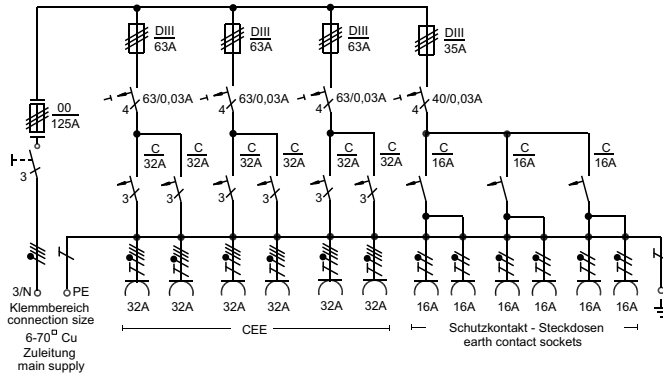 DIII
63A
DIII
63A
DIII
63A
DIII
35A
00
125A
4 63/0,03A
4 63/0,03A
4 63/0,03A
4 40/0,03A
C
32A
C
32A
C
32A
C
32A
C
32A
C
32A
C
16A
C
16A
C
16A
3
3
3
3
3
3
3
3/N PE
32A 32A 32A 32A 32A 32A 16A 16A 16A 16A 16A 16A
Klemmbereich
connection size
6-70□ Cu
Zuleitung
main supply
CEE
Schutzkontakt - Steckdosen
earth contact sockets